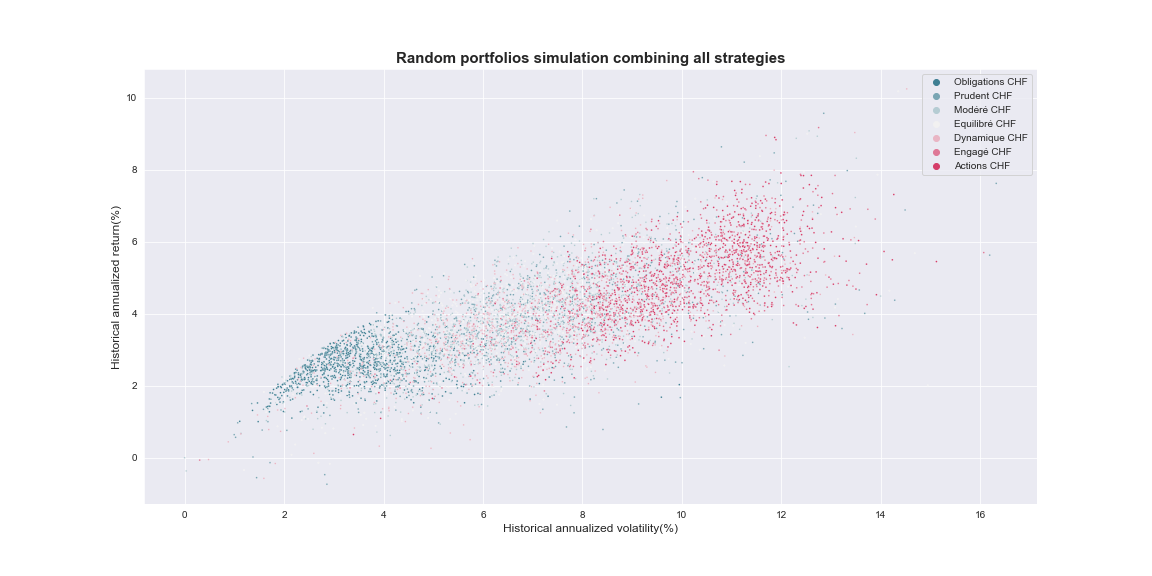 Random portfolios simulation combining all strategies
Obligations CHF
Prudent CHF
Modéré CHF
Equilibré CHF
Dynamique CHF
Engagé CHF
Actions CHF
Historical annualized return(%)
10
8
6
4
2
0
0 2 4 6 8 10 12 14 16
Historical annualized volatility(%)